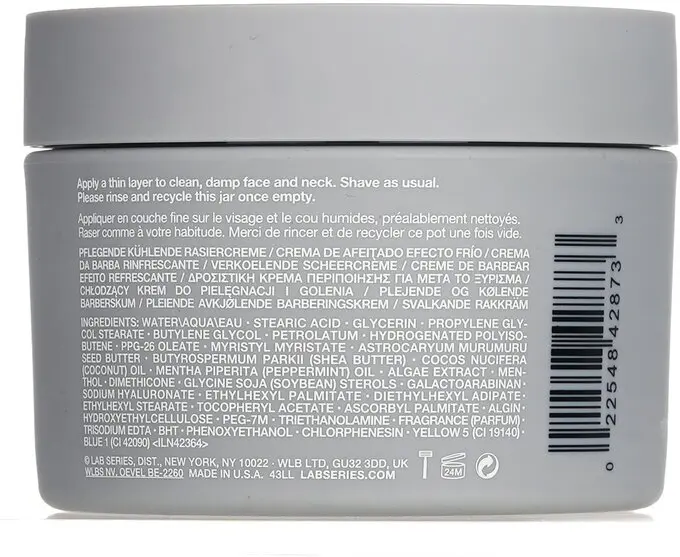 Apply a thin layer to clean, damp face and neck. Shave as usual.
Please rinse and recycle this jar once empty.
Appliquer en couche fine sur le visage et le cou humides, préalablement nettoyés.
Raser comme à votre habitude. Merci de rincer et de recycler ce pot une fois vide.
PFLEGENDE KÜHLENDE RASIERCREME / CREMA DE AFEITADO EFECTO FRÍO / CREMA
DA BARBA RINFRESCANTE / VERKOELENDE SCHEERCRÈME / CREME DE BARBEAR
EFEITO REFRESCANTE / ΔΡΟΣΙΣΤΙΚΗ ΚΡΕΜΑ ΠΕΡΙΠΟΙΗΣΗΣ ΓΙΑ ΜΕΤΑ ΤΟ ΞΥΡΙΣΜΑ /
CHŁODZĄCY KREM DO PIELĘGNACJI I GOLENIA / PLEJENDE OG KØLENDE
BARBERSKUM / PLEIENDE AVKJØLENDE BARBERINGSKREM / SVALKANDE RAKKRÄM
INGREDIENTS: WATER\AQUA\EAU • STEARIC ACID • GLYCERIN • PROPYLENE GLY-
COL STEARATE • BUTYLENE GLYCOL • PETROLATUM • HYDROGENATED POLYISO-
BUTENE • PPG-26 OLEATE • MYRISTYL MYRISTATE • ASTROCARYUM MURUMURU
SEED BUTTER • BUTYROSPERMUM PARKII (SHEA BUTTER) • COCOS NUCIFERA
(COCONUT) OIL • MENTHA PIPERITA (PEPPERMINT) OIL • ALGAE EXTRACT • MEN-
THOL • DIMETHICONE • GLYCINE SOJA (SOYBEAN) STEROLS • GALACTOARABINAN •
SODIUM HYALURONATE • ETHYLHEXYL PALMITATE • DIETHYLHEXYL ADIPATE •
ETHYLHEXYL STEARATE • TOCOPHERYL ACETATE • ASCORBYL PALMITATE • ALGIN •
HYDROXYETHYLCELLULOSE • PEG-7M • TRIETHANOLAMINE • FRAGRANCE (PARFUM) •
TRISODIUM EDTA • BHT • PHENOXYETHANOL • CHLORPHENESIN • YELLOW 5 (CI 19140) •
BLUE 1 (CI 42090) <ILN42364>
© LAB SERIES, DIST., NEW YORK, NY 10022 • WLB LTD, GU32 3DD, UK
WLBS NV. OEVEL BE-2260 MADE IN U.S.A. 43LL LABSERIES.COM
24M
0 22548 42873 3